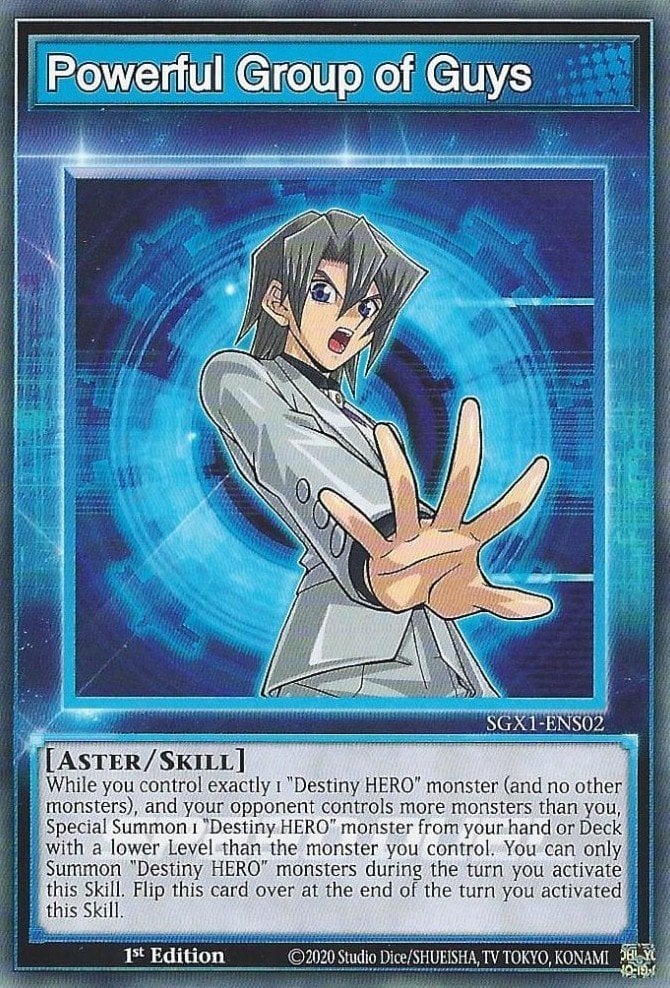 Powerful Group of Guys
SGX1-ENS02
[ASTER/SKILL]
While you control exactly 1 "Destiny HERO" monster (and no other
monsters), and your opponent controls more monsters than you,
Special Summon 1 "Destiny HERO" monster from your hand or Deck
with a lower Level than the monster you control. You can only
Summon "Destiny HERO" monsters during the turn you activate
this Skill. Flip this card over at the end of the turn you activated
this Skill.
1st Edition
©2020 Studio Dice/SHUEISHA, TV TOKYO, KONAMI